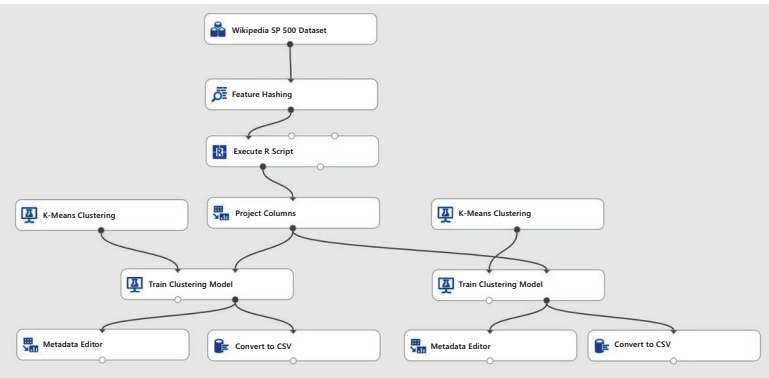 Wikipedia SP 500 Dataset
Feature Hashing
R
Execute R Script
K-Means Clustering
Project Columns
K-Means Clustering
Train Clustering Model
Train Clustering Model
Metadata Editor
Convert to CSV
Metadata Editor
Convert to CSV